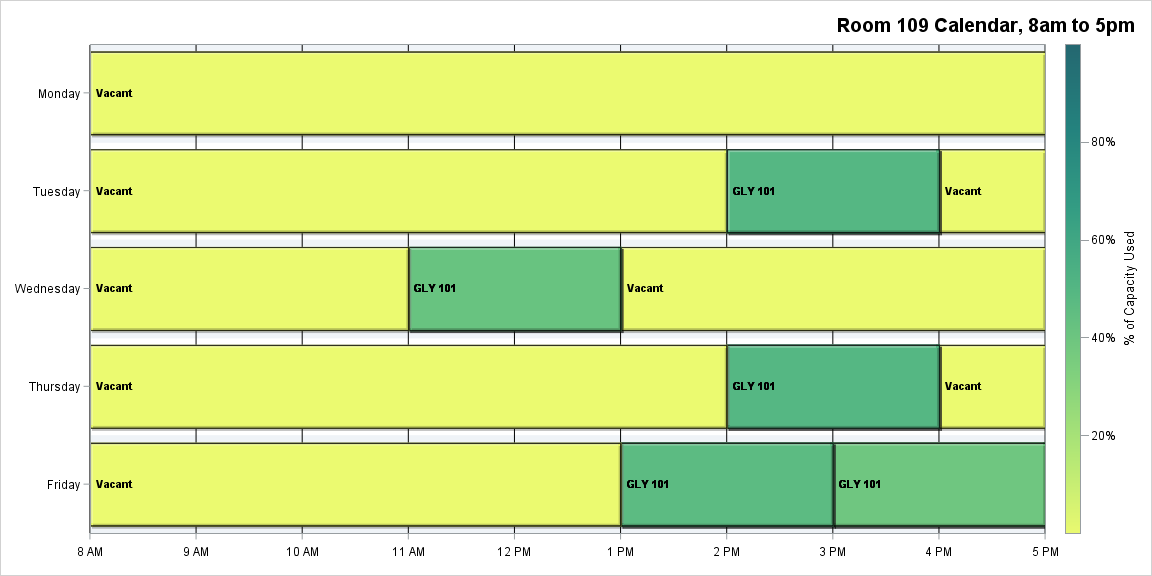 Room 109 Calendar, 8am to 5pm
Monday
Vacant
Tuesday
Vacant
GLY 101
Vacant
Wednesday
Vacant
GLY 101
Vacant
Thursday
Vacant
GLY 101
Vacant
Friday
Vacant
GLY 101
GLY 101
8 AM
9 AM
10 AM
11 AM
12 PM
1 PM
2 PM
3 PM
4 PM
5 PM
80%
60%
40%
20%
% of Capacity Used